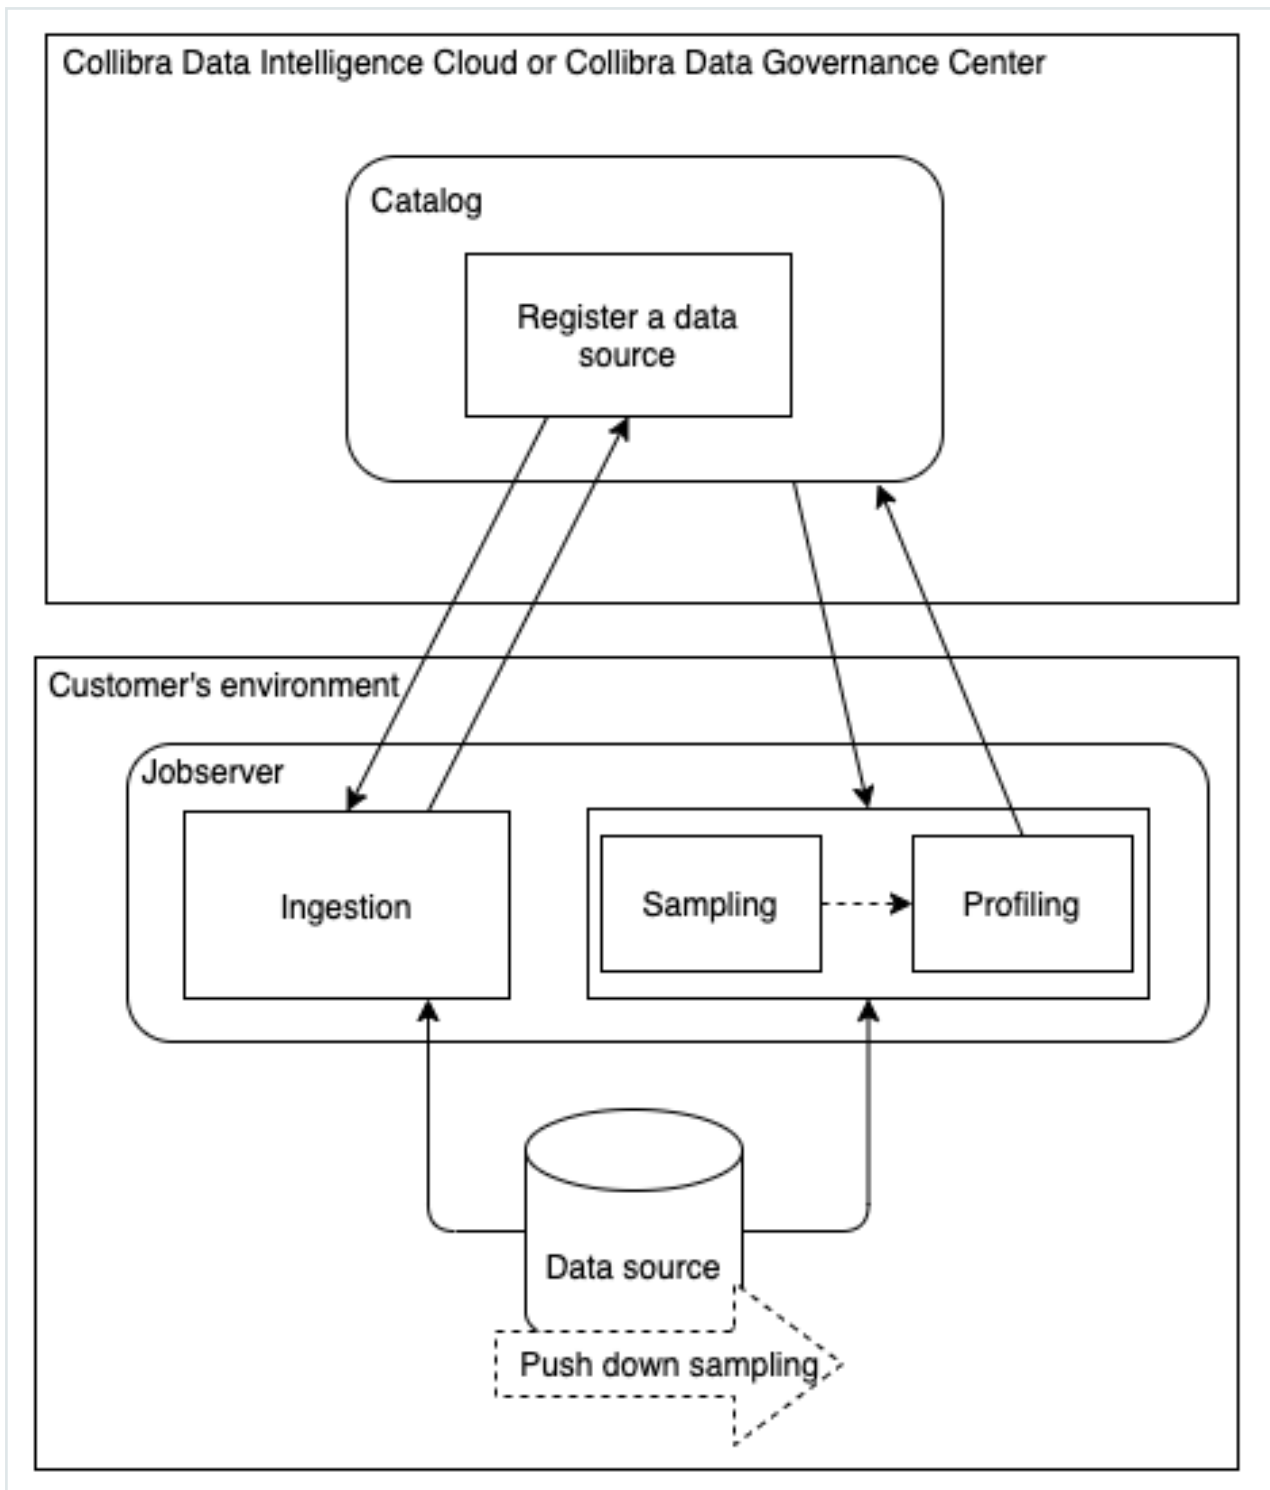 Collibra Data Intelligence Cloud or Collibra Data Governance Center
Catalog
Register a data
source
Customer's environment
Jobserver
Ingestion
Sampling
Profiling
Data source
Push down sampling